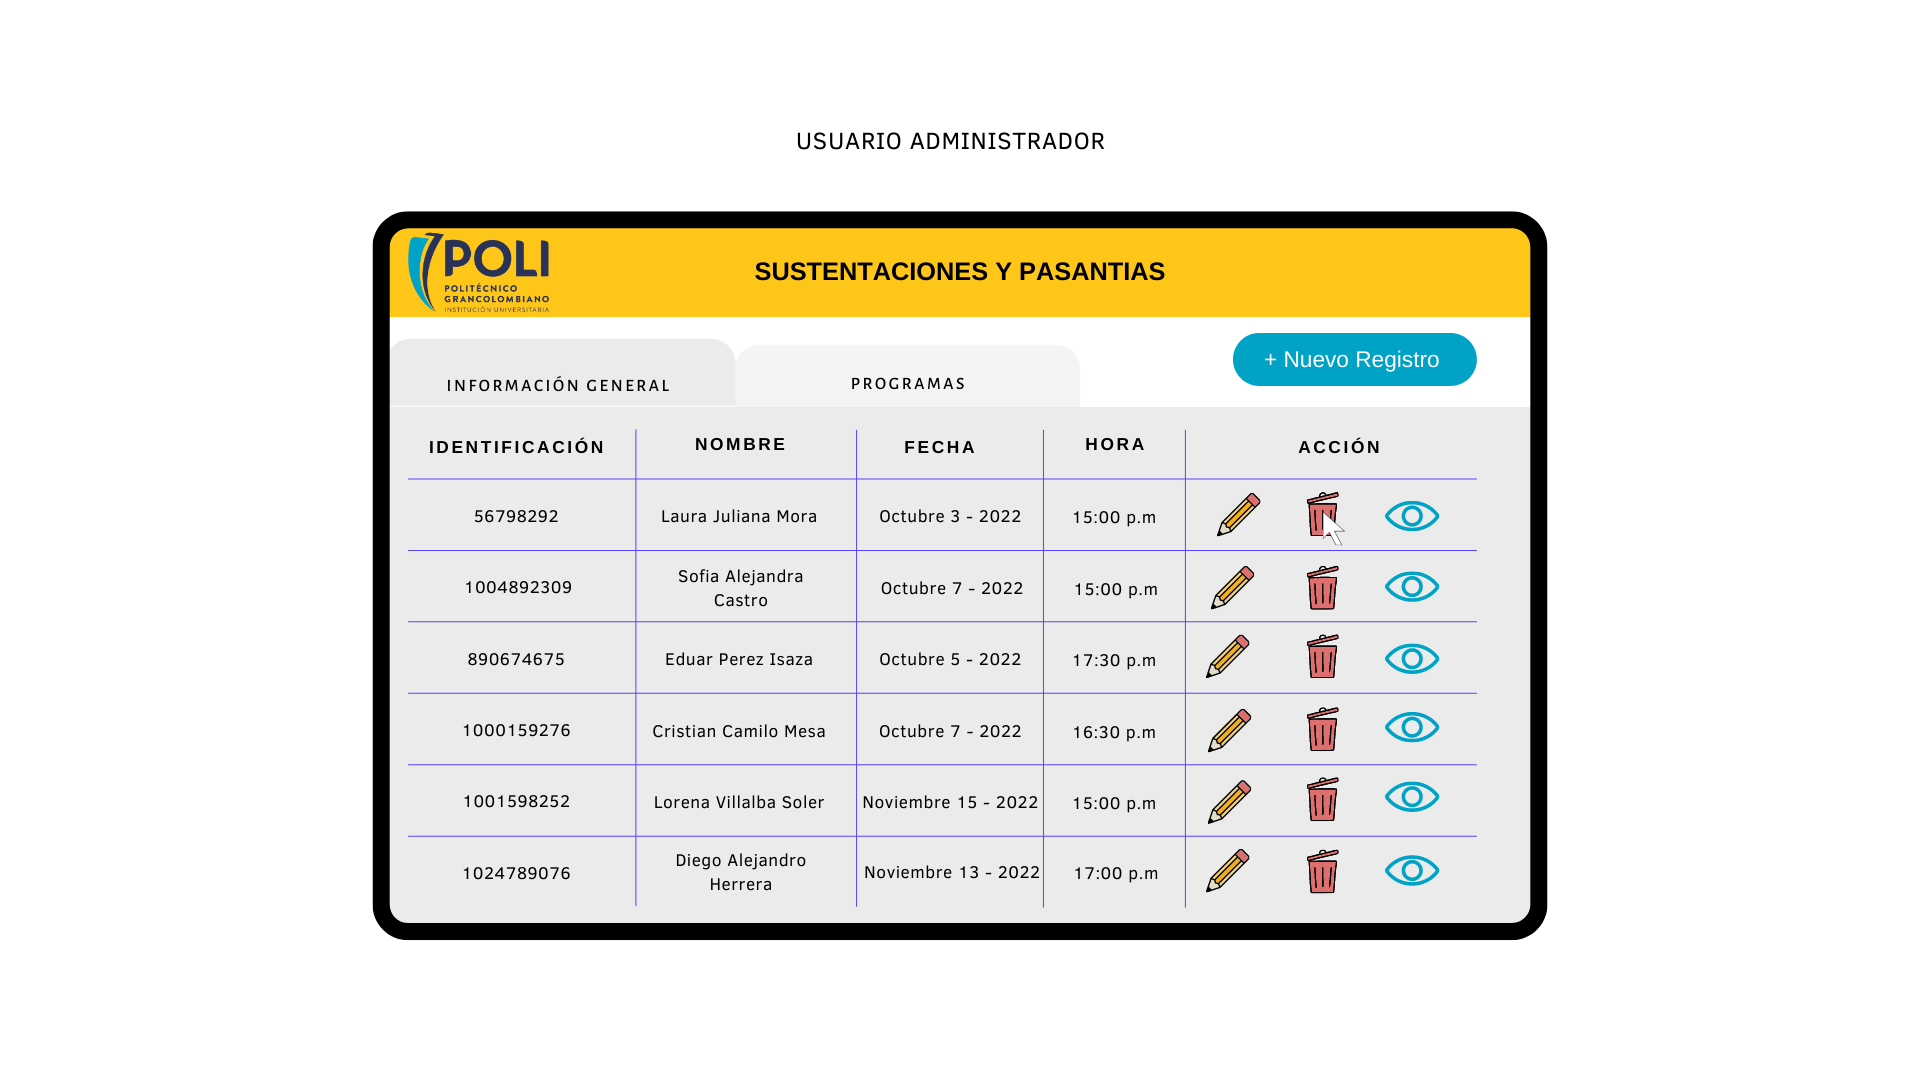 USUARIO ADMINISTRADOR
POLI
POLITÉCNICO
GRANCOLOMBIANO
INSTITUCIÓN UNIVERSITARIA
SUSTENTACIONES Y PASANTIAS
INFORMACIÓN GENERAL
PROGRAMAS
+ Nuevo Registro
IDENTIFICACIÓN NOMBRE FECHA HORA ACCIÓN
56798292 Laura Juliana Mora Octubre 3 - 2022 15:00 p.m
1004892309 Sofia Alejandra Octubre 7 - 2022 15:00 p.m
Castro
890674675 Eduar Perez Isaza Octubre 5 - 2022 17:30 p.m
1000159276 Cristian Camilo Mesa Octubre 7 - 2022 16:30 p.m
1001598252 Lorena Villalba Soler Noviembre 15 - 2022 15:00 p.m
1024789076 Diego Alejandro Noviembre 13 - 2022 17:00 p.m
Herrera